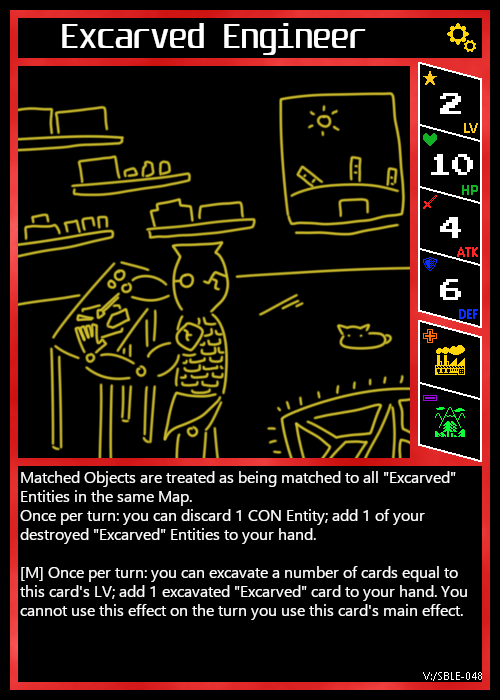 Excarved Engineer
2
LV
10
HP
4
ATK
6
DEF
Matched Objects are treated as being matched to all "Excarved"
Entities in the same Map.
Once per turn: you can discard 1 CON Entity; add 1 of your
destroyed "Excarved" Entities to your hand.
[M] Once per turn: you can excavate a number of cards equal to
this card's LV; add 1 excavated "Excarved" card to your hand. You
cannot use this effect on the turn you use this card's main effect.
V:/SBLE-048